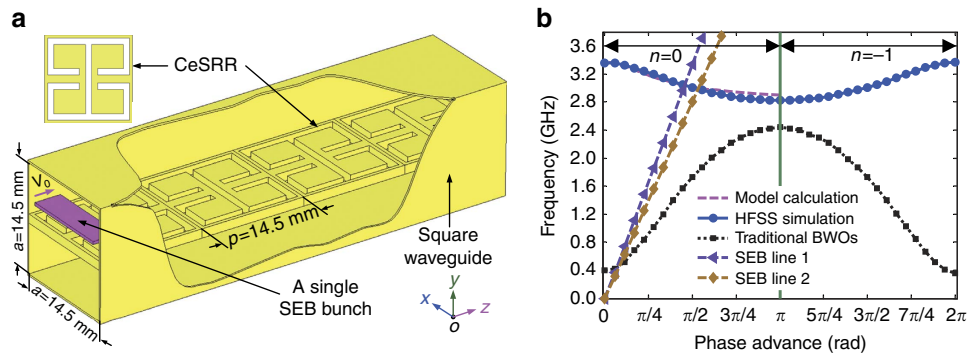 a
CeSRR
V₀
a=14.5 mm
p=14.5 mm
a=14.5 mm
A single
SEB bunch
Square
waveguide
x
y
z
o
b
Frequency (GHz)
3.6
3.2
2.8
2.4
2.0
1.6
1.2
0.8
0.4
0.0
n=0
n=−1
Model calculation
HFSS simulation
Traditional BWOs
SEB line 1
SEB line 2
0 π/4 π/2 3π/4 π 5π/4 3π/2 7π/4 2π
Phase advance (rad)